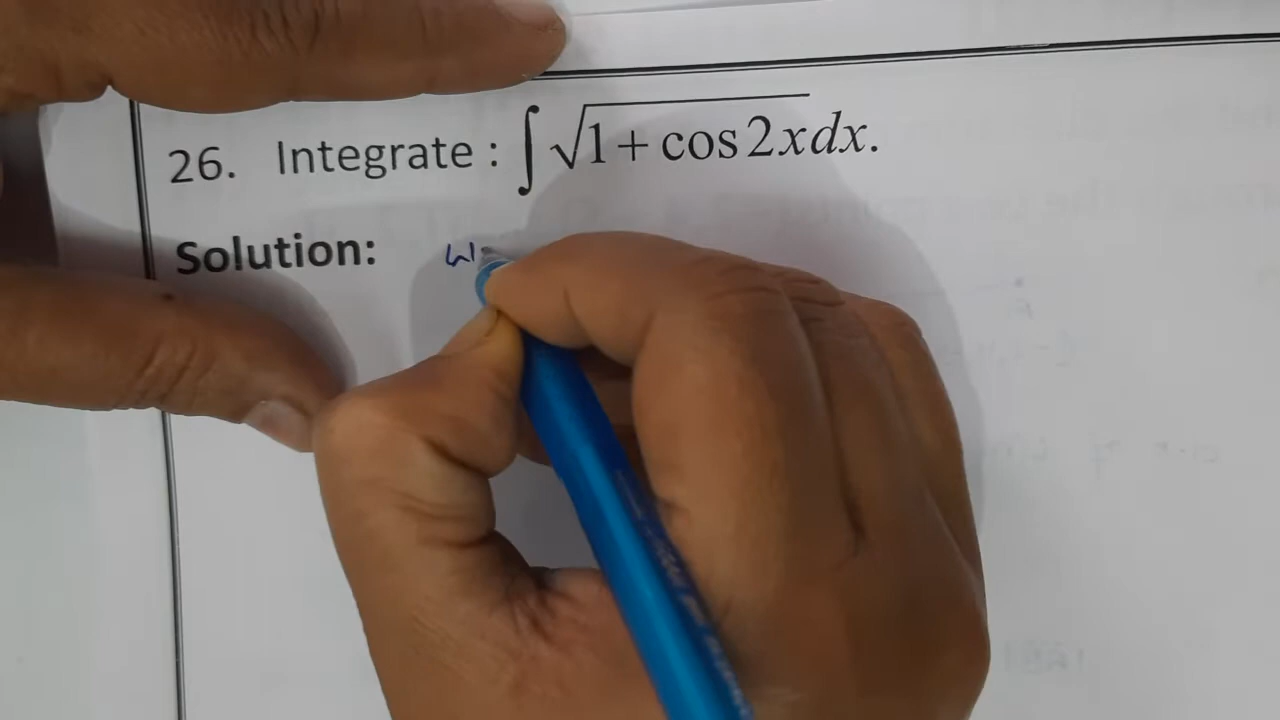 26. Integrate : ∫√1 + cos 2x dx.
Solution: